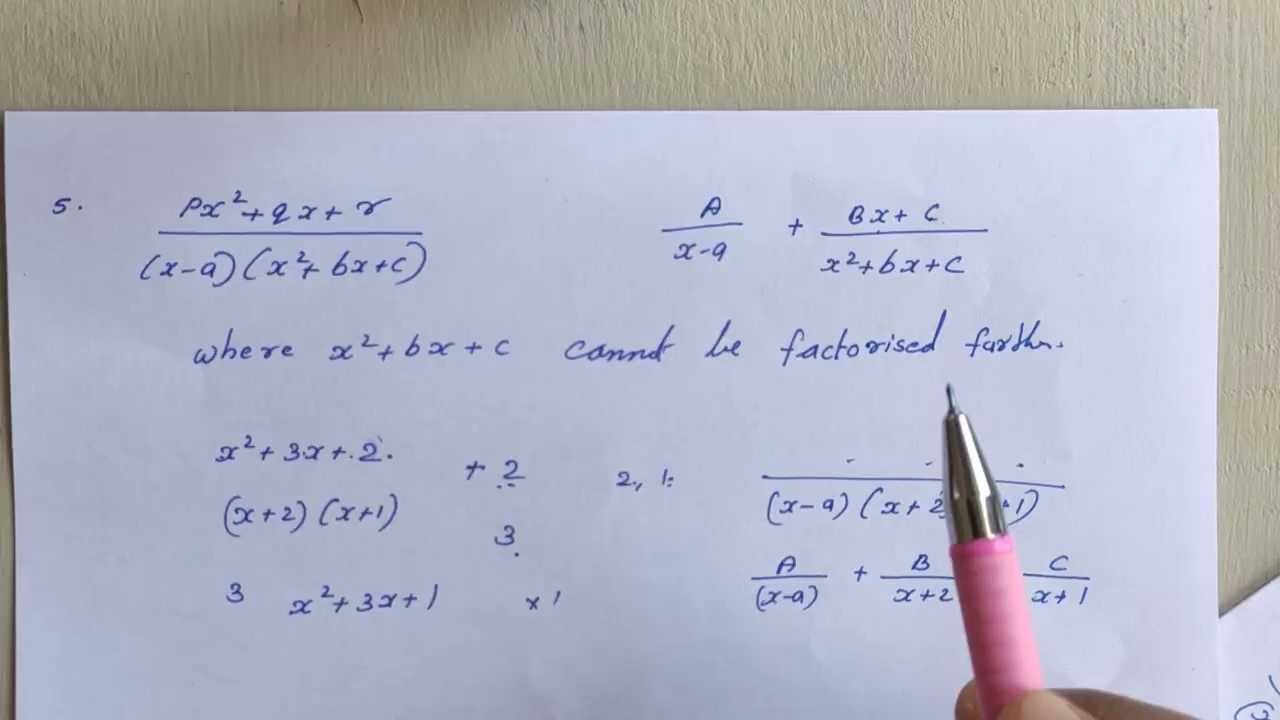 5. px²+qx+r / (x-a)(x²+bx+c) A/x-a + Bx+C/x²+bx+c
where x²+bx+c cannot be factorised further.
x²+3x+2. +2 2, 1.
(x+2)(x+1) 3 (x-a)(x+2 +1)
A/(x-a) + B/x+2 C/x+1
3 x²+3x+1 x 1